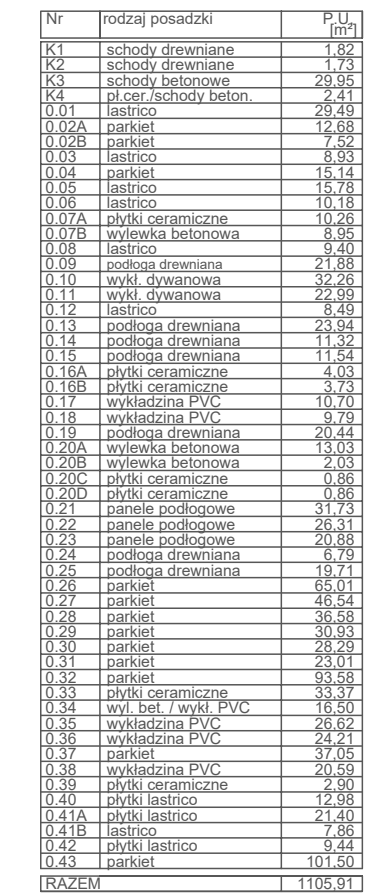 Nr rodzaj posadzki P.U.
[m²]
K1 schody drewniane 1,82
K2 schody drewniane 1,73
K3 schody betonowe 29,95
K4 pł.cer./schody beton. 2,41
0.01 lastrico 29,49
0.02A parkiet 12,68
0.02B parkiet 7,52
0.03 lastrico 8,93
0.04 parkiet 15,14
0.05 lastrico 15,78
0.06 lastrico 10,18
0.07A płytki ceramiczne 10,26
0.07B wylewka betonowa 8,95
0.08 lastrico 9,40
0.09 podłoga drewniana 21,88
0.10 wykł. dywanowa 32,26
0.11 wykł. dywanowa 22,99
0.12 lastrico 8,49
0.13 podłoga drewniana 23,94
0.14 podłoga drewniana 11,32
0.15 podłoga drewniana 11,54
0.16A płytki ceramiczne 4,03
0.16B płytki ceramiczne 3,73
0.17 wykładzina PVC 10,70
0.18 wykładzina PVC 9,79
0.19 podłoga drewniana 20,44
0.20A wylewka betonowa 13,03
0.20B wylewka betonowa 2,03
0.20C płytki ceramiczne 0,86
0.20D płytki ceramiczne 0,86
0.21 panele podłogowe 31,73
0.22 panele podłogowe 26,31
0.23 panele podłogowe 20,88
0.24 podłoga drewniana 6,79
0.25 podłoga drewniana 19,71
0.26 parkiet 65,01
0.27 parkiet 46,54
0.28 parkiet 36,58
0.29 parkiet 30,93
0.30 parkiet 28,29
0.31 parkiet 23,01
0.32 parkiet 93,58
0.33 płytki ceramiczne 33,37
0.34 wyl. bet. / wykł. PVC 16,50
0.35 wykładzina PVC 26,62
0.36 wykładzina PVC 24,21
0.37 parkiet 37,05
0.38 wykładzina PVC 20,59
0.39 płytki ceramiczne 2,90
0.40 płytki lastrico 12,98
0.41A płytki lastrico 21,40
0.41B lastrico 7,86
0.42 płytki lastrico 9,44
0.43 parkiet 101,50
RAZEM 1105,91